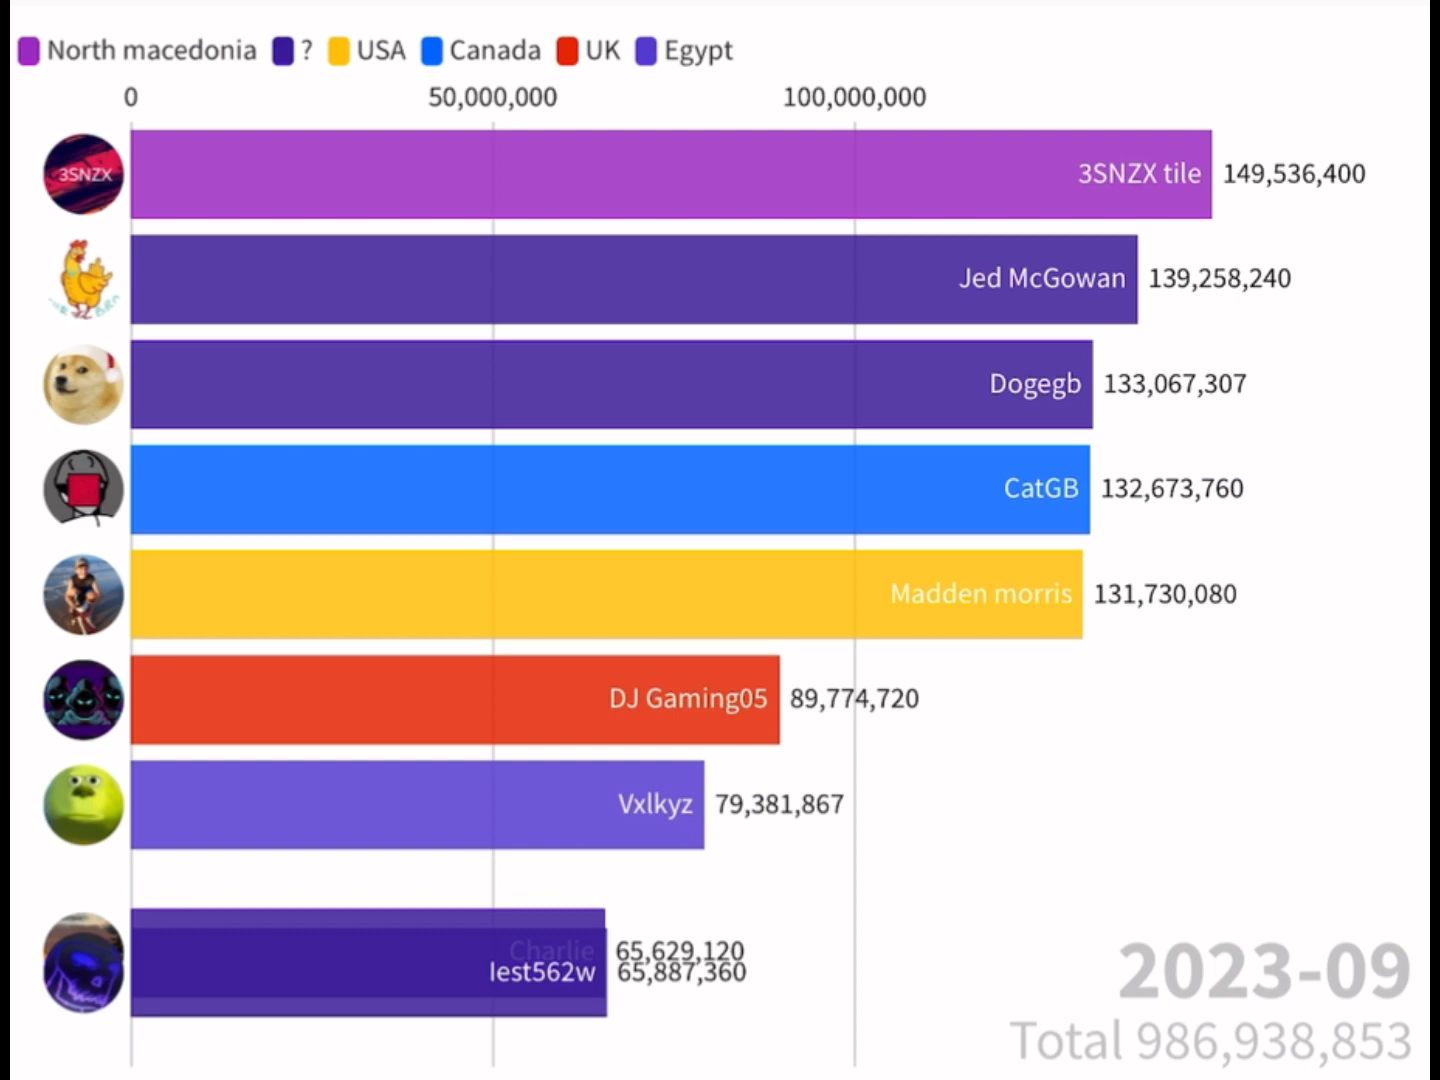 North macedonia ? USA Canada UK Egypt
0 50,000,000 100,000,000
3SNZX 3SNZX tile 149,536,400
Jed McGowan 139,258,240
Dogegb 133,067,307
CatGB 132,673,760
Madden morris 131,730,080
DJ Gaming05 89,774,720
Vxlkyz 79,381,867
Charlie 65,629,120
lest562w 65,887,360
2023-09
Total 986,938,853